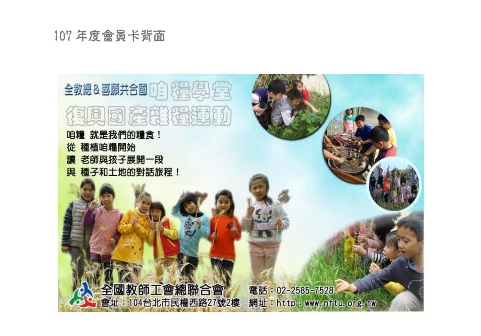 107 年度會員卡背面
全教總&喜願共合國 咱糧學堂
復興國產雜糧運動
咱糧 就是我們的糧食！
從 種植咱糧開始
讓 老師與孩子展開一段
與 種子和土地的對話旅程！
全國教師工會總聯合會 電話：02-2585-7528
會址：104台北市民權西路27號2樓 網址：http：www.nftu.org.tw